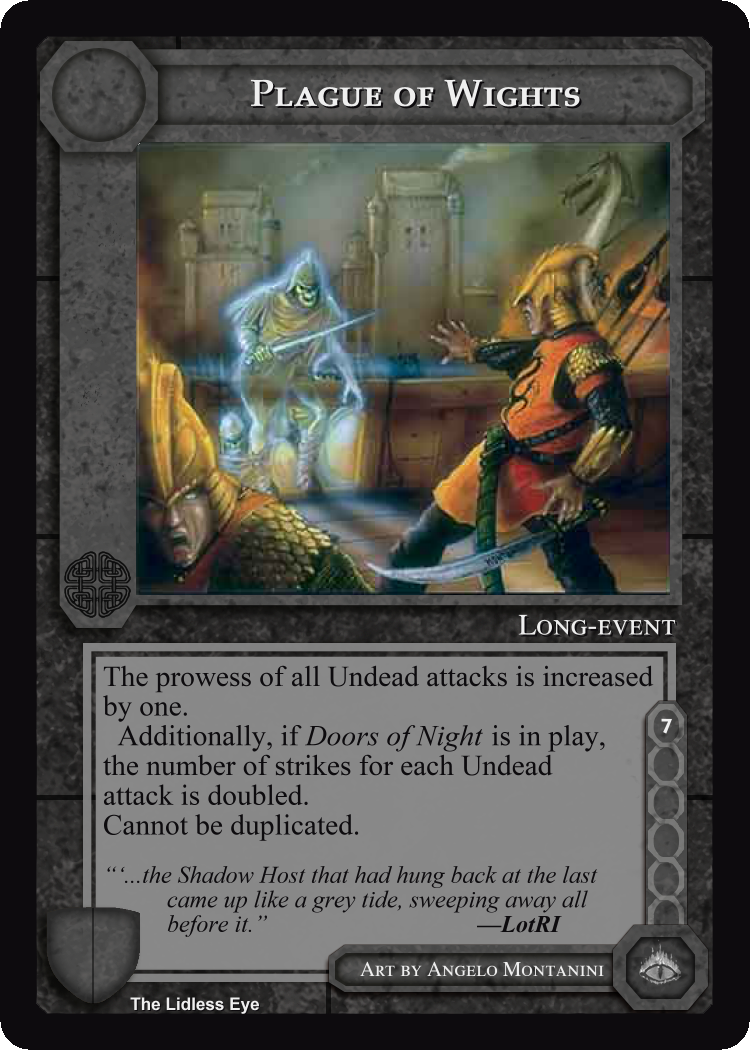 Plague of Wights
Long-event
The prowess of all Undead attacks is increased
by one.
Additionally, if Doors of Night is in play,
the number of strikes for each Undead
attack is doubled.
Cannot be duplicated.
7
“‘...the Shadow Host that had hung back at the last
came up like a grey tide, sweeping away all
before it.” —LotRI
Art by Angelo Montanini
The Lidless Eye